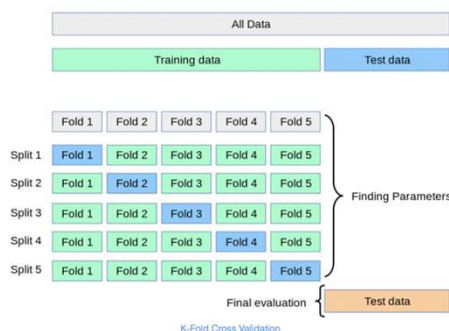 All Data
Training data Test data
Fold 1 Fold 2 Fold 3 Fold 4 Fold 5
Split 1 Fold 1 Fold 2 Fold 3 Fold 4 Fold 5
Split 2 Fold 1 Fold 2 Fold 3 Fold 4 Fold 5
Split 3 Fold 1 Fold 2 Fold 3 Fold 4 Fold 5
Finding Parameters
Split 4 Fold 1 Fold 2 Fold 3 Fold 4 Fold 5
Split 5 Fold 1 Fold 2 Fold 3 Fold 4 Fold 5
Final evaluation Test data
K-Fold Cross Validation